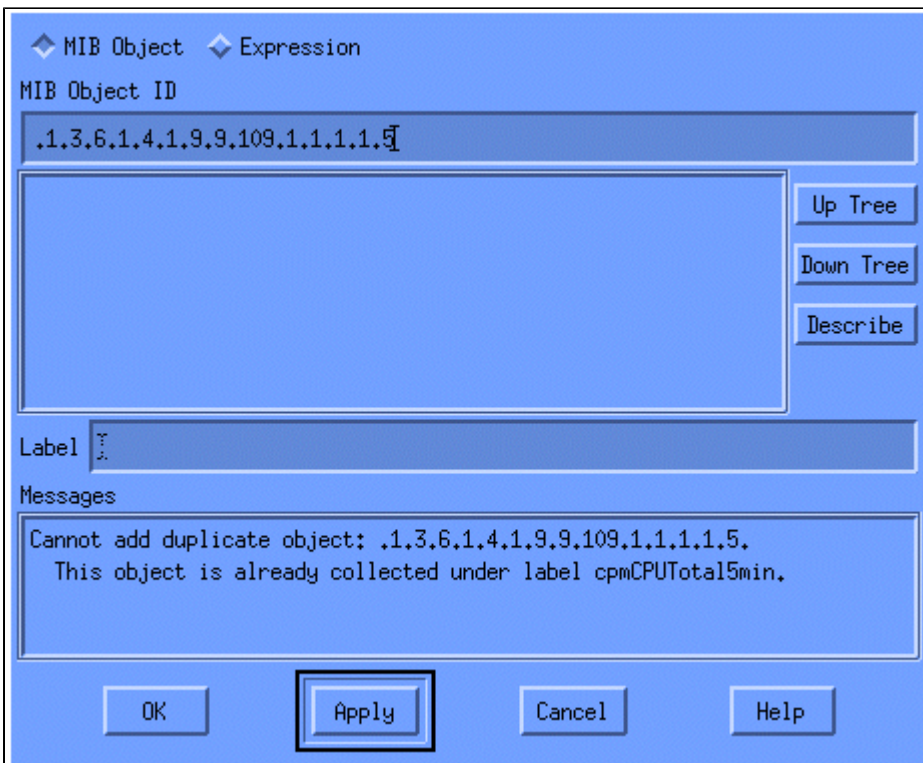 MIB Object Expression
MIB Object ID
.1.3.6.1.4.1.9.9.109.1.1.1.1.5
Up Tree
Down Tree
Describe
Label
Messages
Cannot add duplicate object: .1.3.6.1.4.1.9.9.109.1.1.1.1.5.
This object is already collected under label cpmCPUTotal5min.
OK Apply Cancel Help